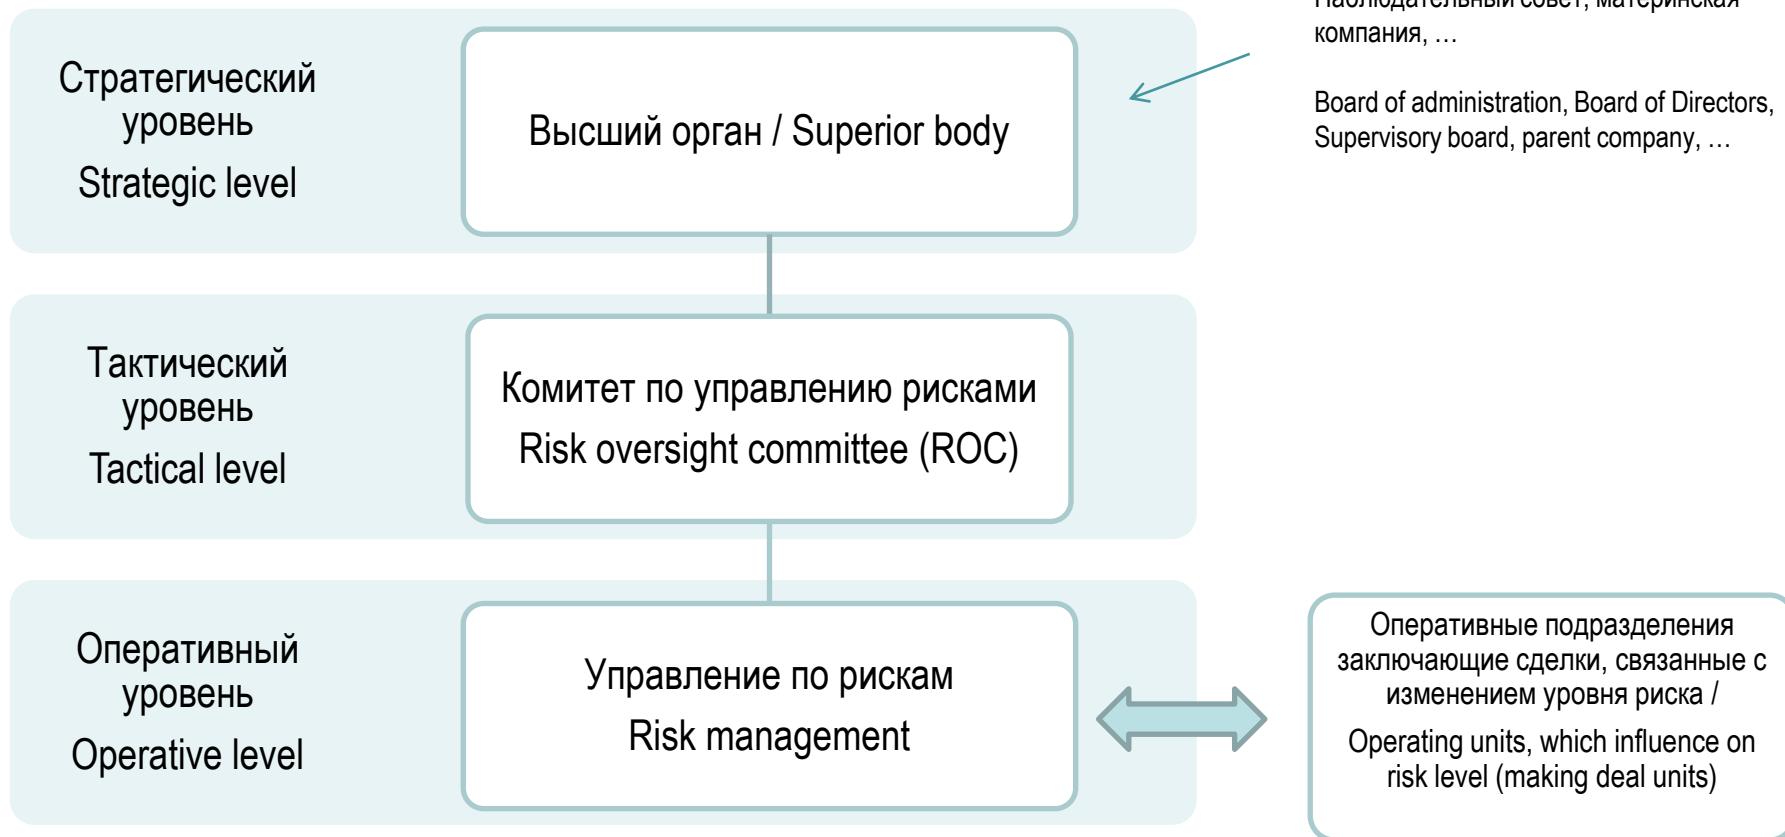 Стратегический
уровень
Strategic level
Высший орган / Superior body
Наблюдательный совет, материнская
компания, …
Board of administration, Board of Directors,
Supervisory board, parent company, …
Тактический
уровень
Tactical level
Комитет по управлению рисками
Risk oversight committee (ROC)
Оперативный
уровень
Operative level
Управление по рискам
Risk management
Оперативные подразделения
заключающие сделки, связанные с
изменением уровня риска /
Operating units, which influence on
risk level (making deal units)